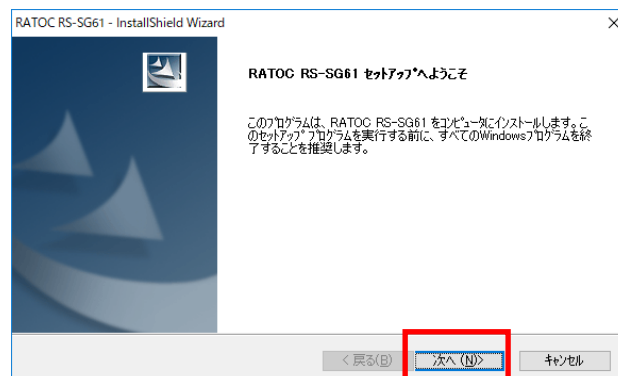 RATOC RS-SG61 - InstallShield Wizard
RATOC RS-SG61 ｾｯﾄｱｯﾌﾟへようこそ
このﾌﾟﾛｸﾞﾗﾑは、RATOC RS-SG61 をｺﾝﾋﾟｭｰﾀにｲﾝｽﾄｰﾙします。こ
のｾｯﾄｱｯﾌﾟ ﾌﾟﾛｸﾞﾗﾑを実行する前に、すべてのWindowsﾌﾟﾛｸﾞﾗﾑを終
了することを推奨します。
< 戻る(B)
次へ (N)>
ｷｬﾝｾﾙ